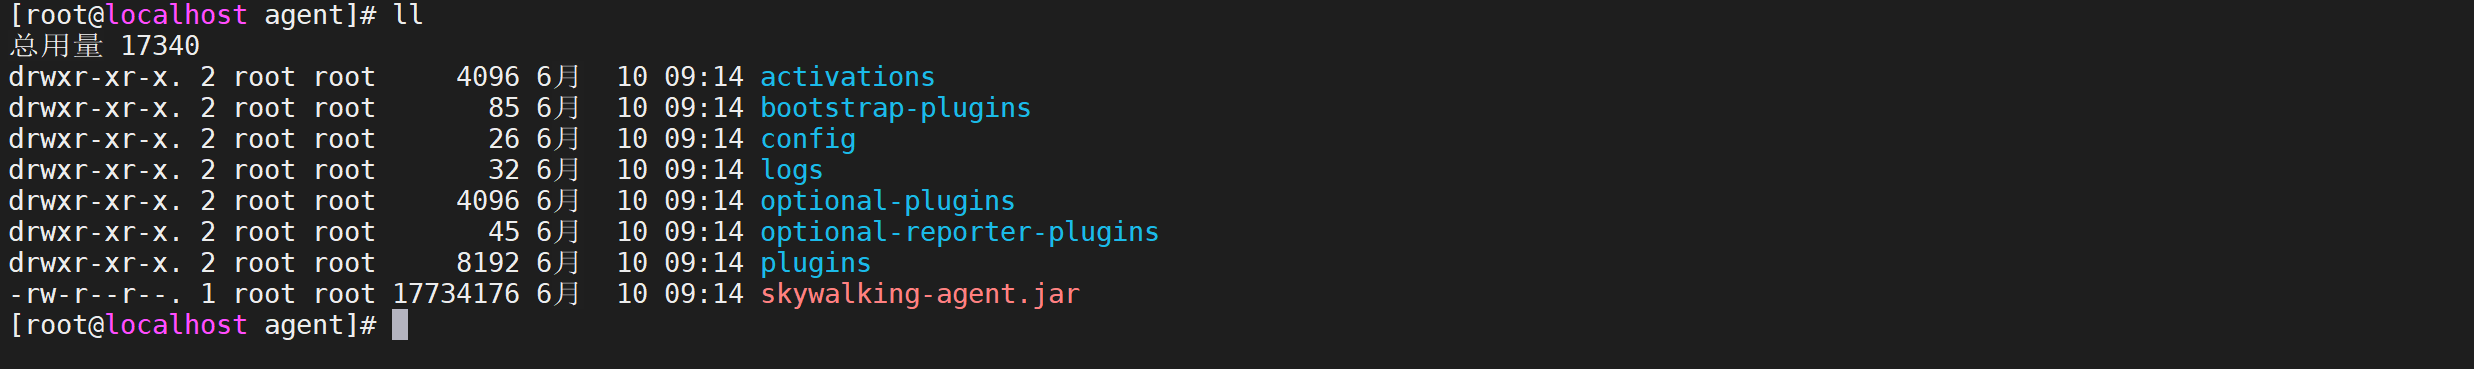 [root@localhost agent]# ll
总用量 17340
drwxr-xr-x. 2 root root     4096 6月  10 09:14 activations
drwxr-xr-x. 2 root root       85 6月  10 09:14 bootstrap-plugins
drwxr-xr-x. 2 root root       26 6月  10 09:14 config
drwxr-xr-x. 2 root root       32 6月  10 09:14 logs
drwxr-xr-x. 2 root root     4096 6月  10 09:14 optional-plugins
drwxr-xr-x. 2 root root       45 6月  10 09:14 optional-reporter-plugins
drwxr-xr-x. 2 root root     8192 6月  10 09:14 plugins
-rw-r--r--. 1 root root 17734176 6月  10 09:14 skywalking-agent.jar
[root@localhost agent]#